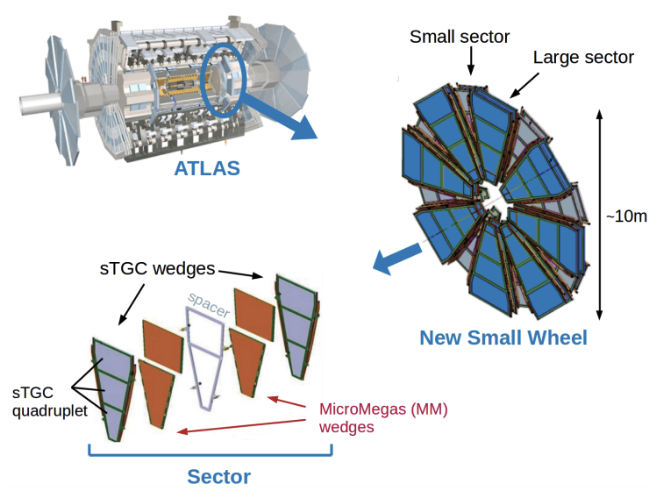 Small sector
Large sector
ATLAS
~10m
New Small Wheel
sTGC wedges
spacer
sTGC
quadruplet
MicroMegas (MM)
wedges
Sector